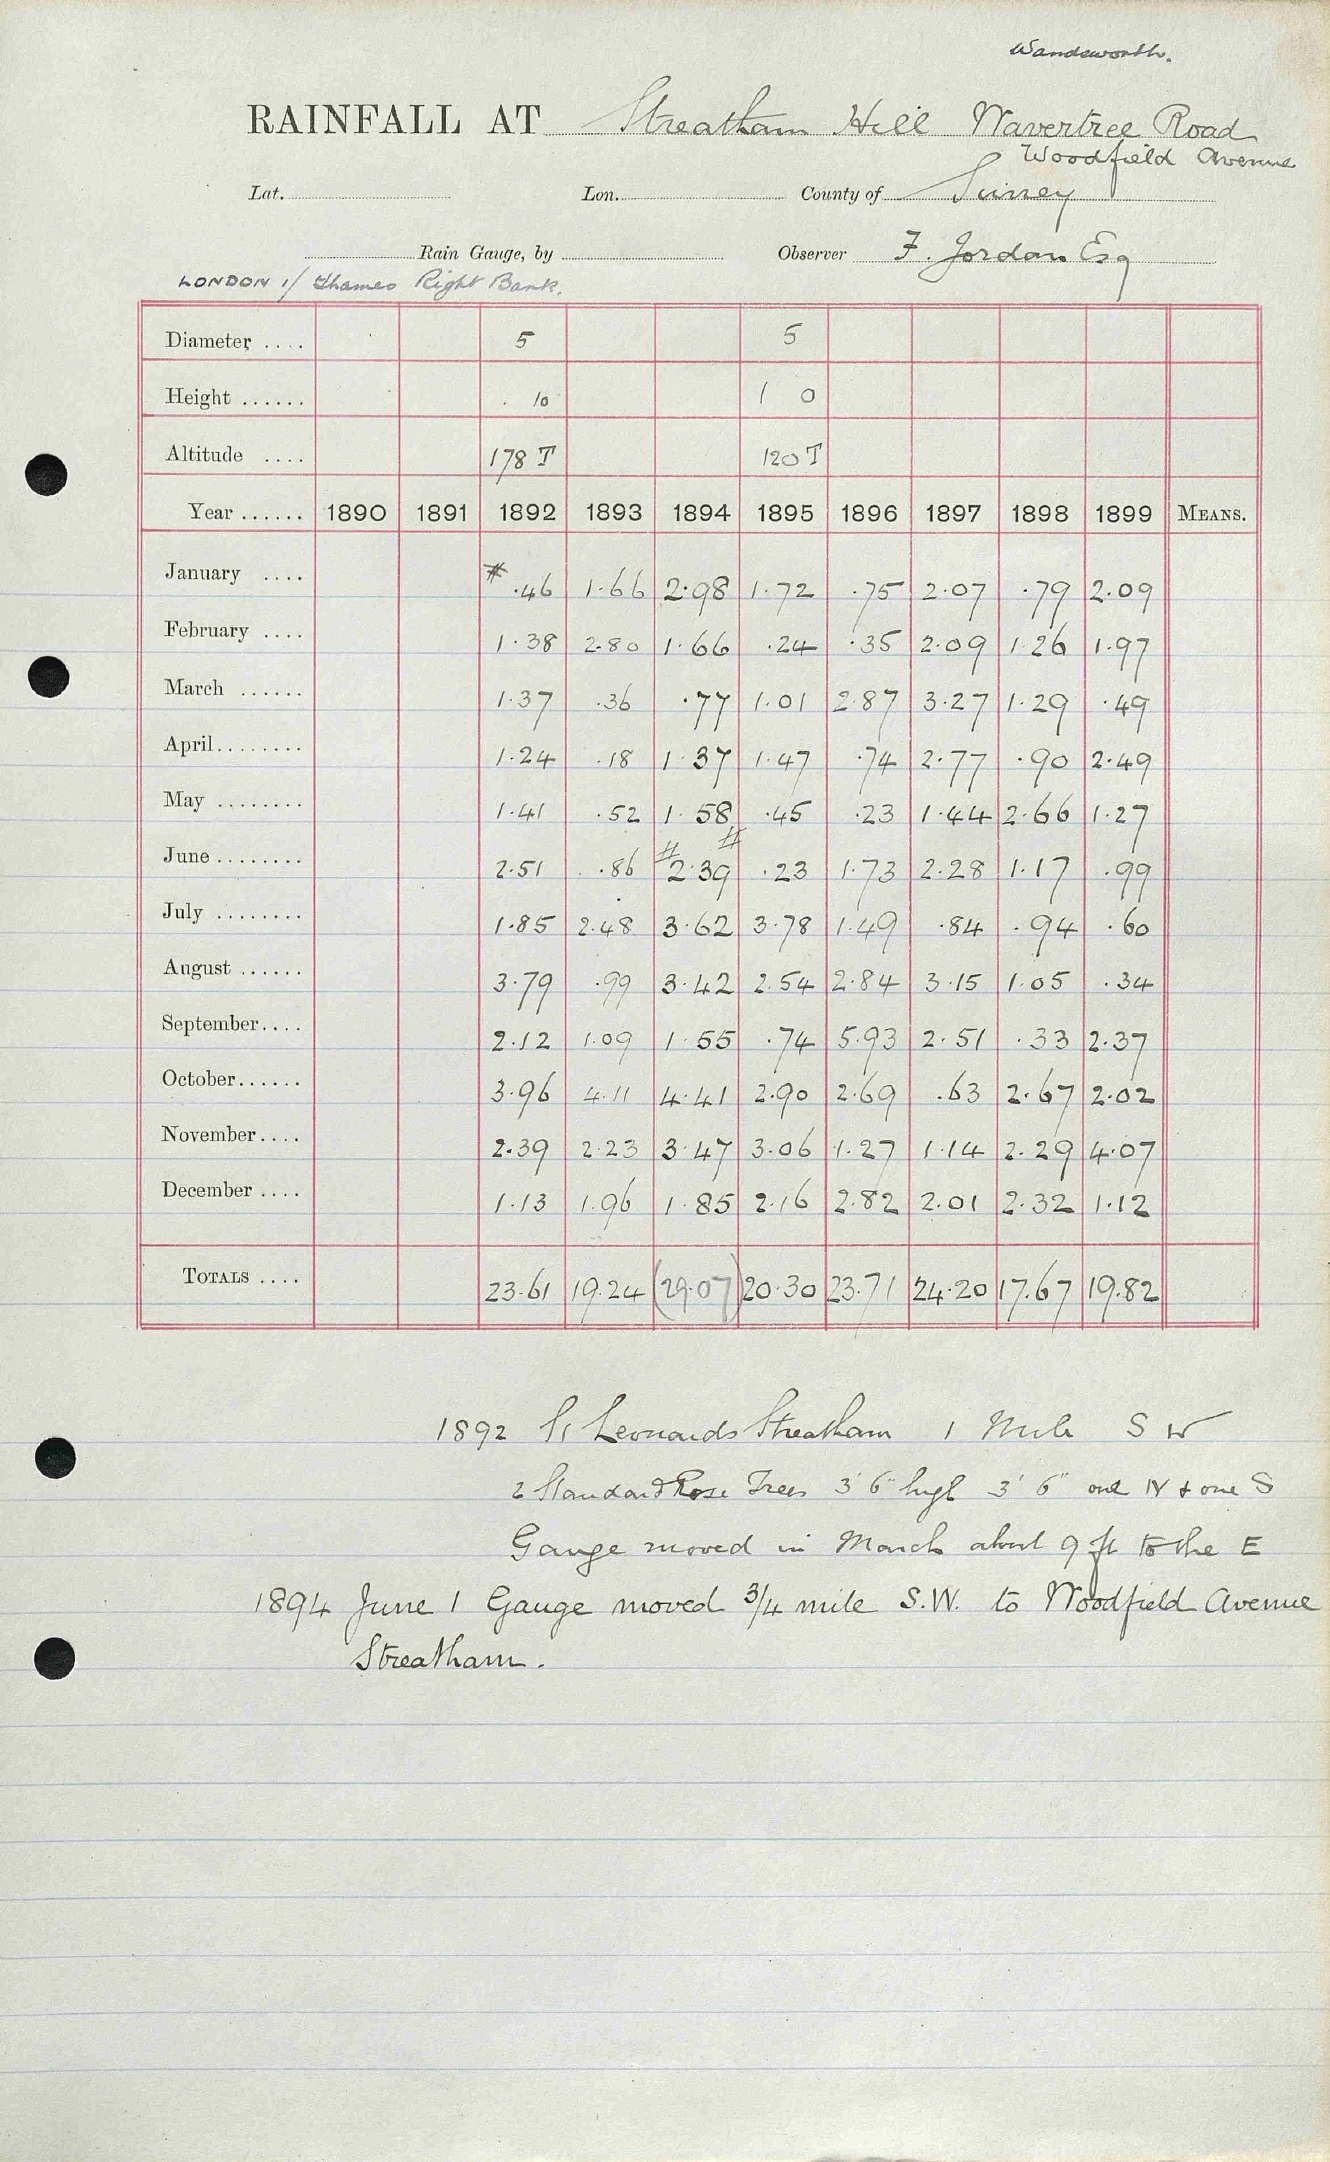 Wandsworth.
RAINFALL AT Streatham Hill Wavertree Road
Woodfield Avenue
Lat. Lon. County of Surrey
Rain Gauge, by Observer F. Jordan Esq
LONDON 1/ Thames Right Bank.
Diameter .... 5 5
Height ...... 10 1 0
Altitude .... 178 T 120 T
Year ...... 1890 1891 1892 1893 1894 1895 1896 1897 1898 1899 MEANS.
January .... # .46 1.66 2.98 1.72 .75 2.07 .79 2.09
February .... 1.38 2.80 1.66 .24 .35 2.09 1.26 1.97
March ...... 1.37 .36 .77 1.01 2.87 3.27 1.29 .49
April........ 1.24 .18 1.37 1.47 .74 2.77 .90 2.49
May ........ 1.41 .52 1.58 .45 .23 1.44 2.66 1.27
June ........ 2.51 .86 # 2.39 # .23 1.73 2.28 1.17 .99
July ........ 1.85 2.48 3.62 3.78 1.49 .84 .94 .60
August ...... 3.79 .99 3.42 2.54 2.84 3.15 1.05 .34
September.... 2.12 1.09 1.55 .74 5.93 2.51 .33 2.37
October...... 3.96 4.11 4.41 2.90 2.69 .63 2.67 2.02
November.... 2.39 2.23 3.47 3.06 1.27 1.14 2.29 4.07
December .... 1.13 1.96 1.85 2.16 2.82 2.01 2.32 1.12
TOTALS .... 23.61 19.24 (29.07) 20.30 23.71 24.20 17.67 19.82
1892 St Leonards Streatham 1 Mile S W
2 Standard Rose Trees 3' 6" high 3' 6" one N & one S
Gauge moved in March about 9 ft to the E
1894 June 1 Gauge moved 3/4 mile S.W. to Woodfield Avenue
Streatham.